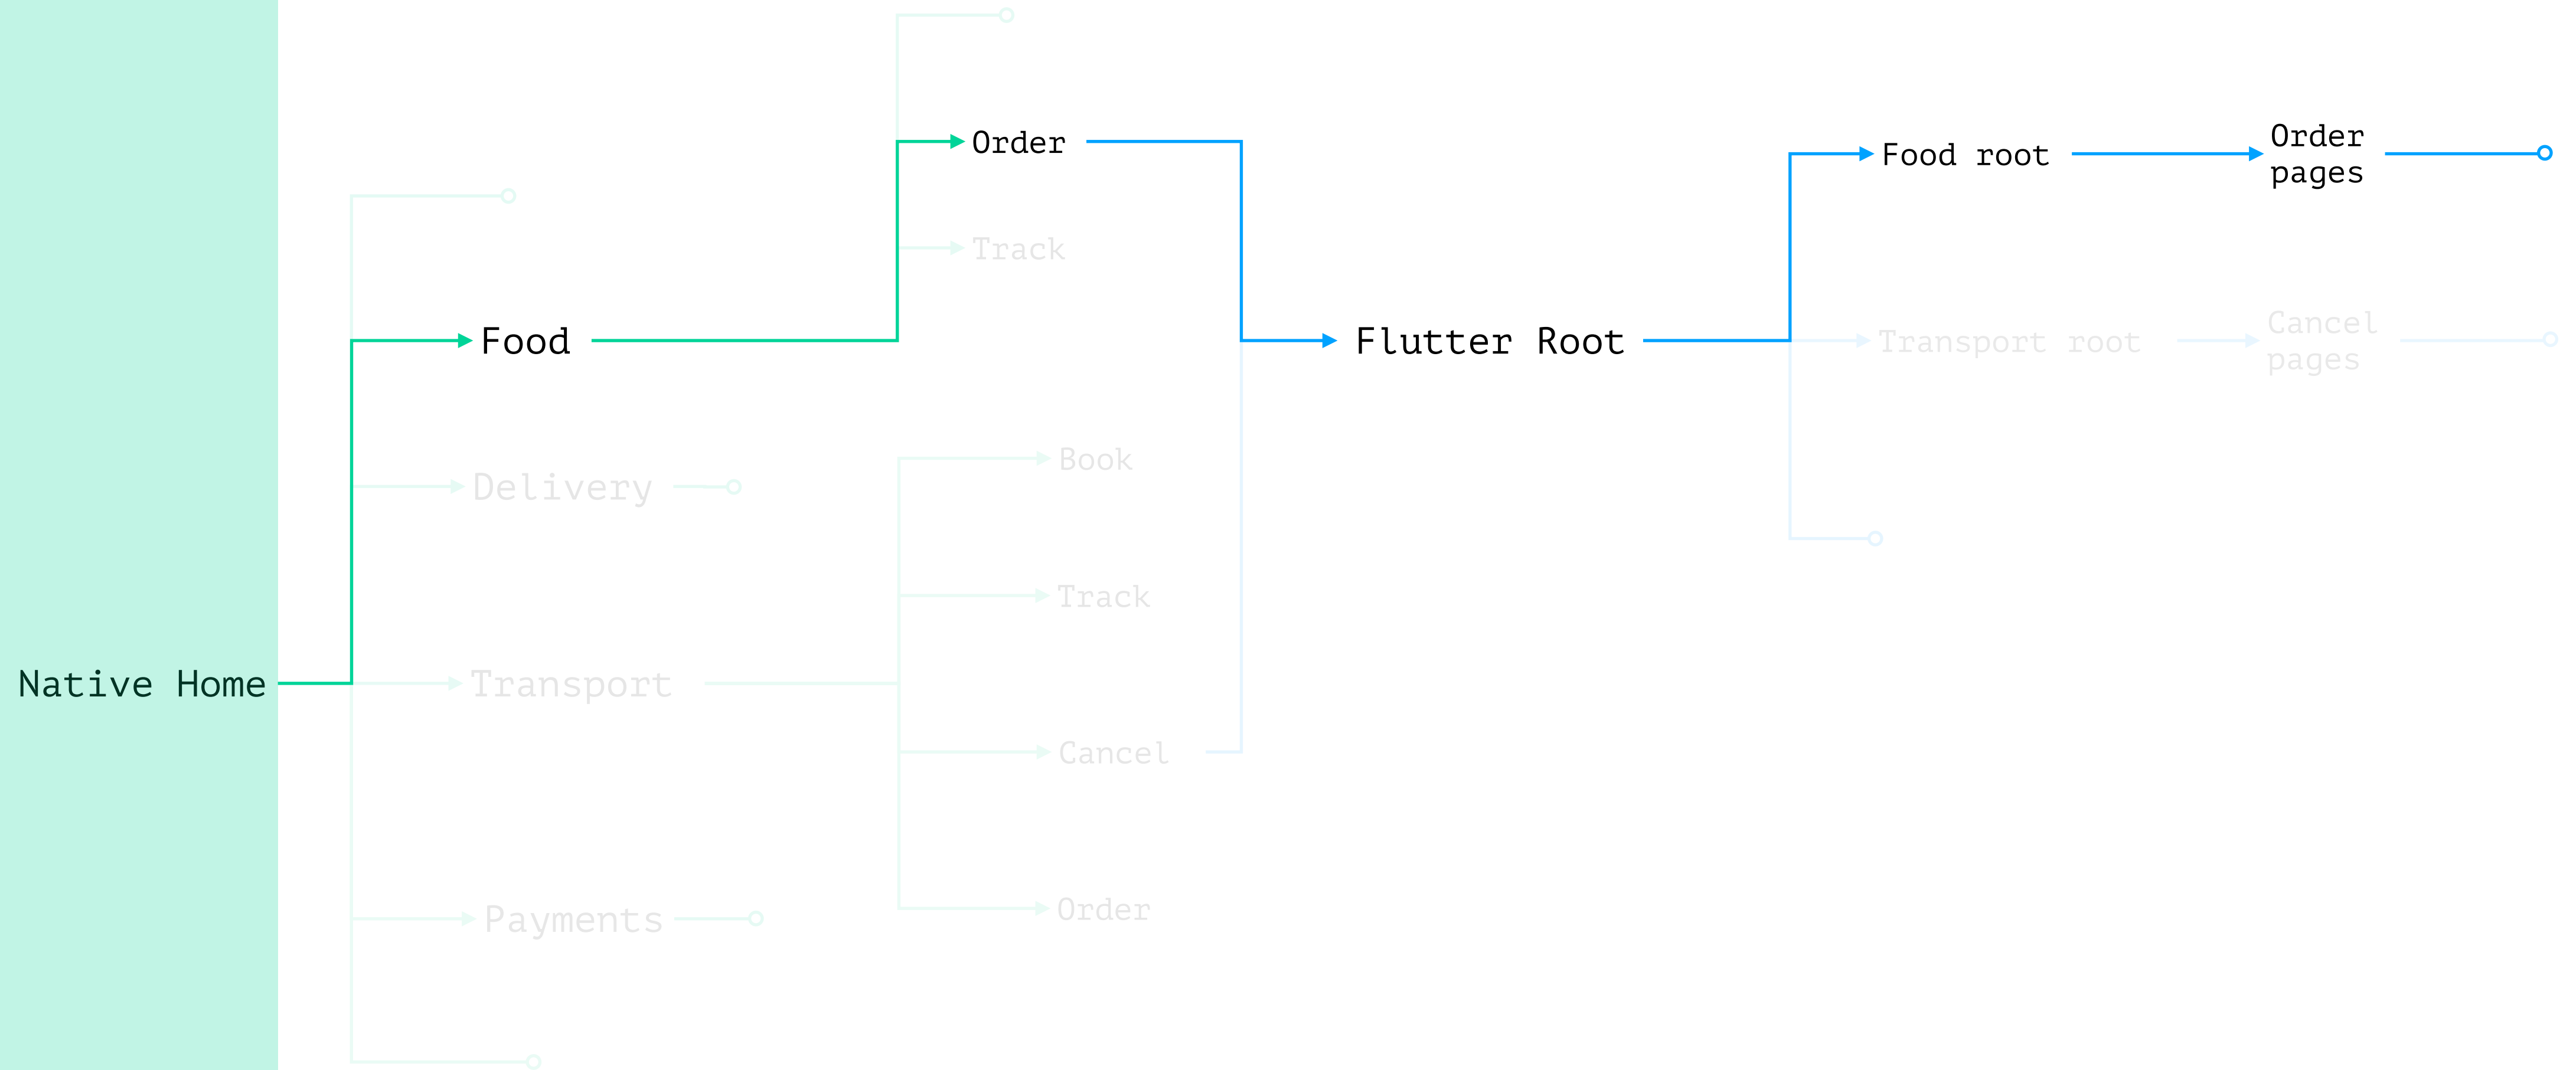 Order
Track
Food
Delivery
Native Home
Transport
Payments
Book
Track
Cancel
Order
Flutter Root
Food root
Order
pages
Transport root
Cancel
pages